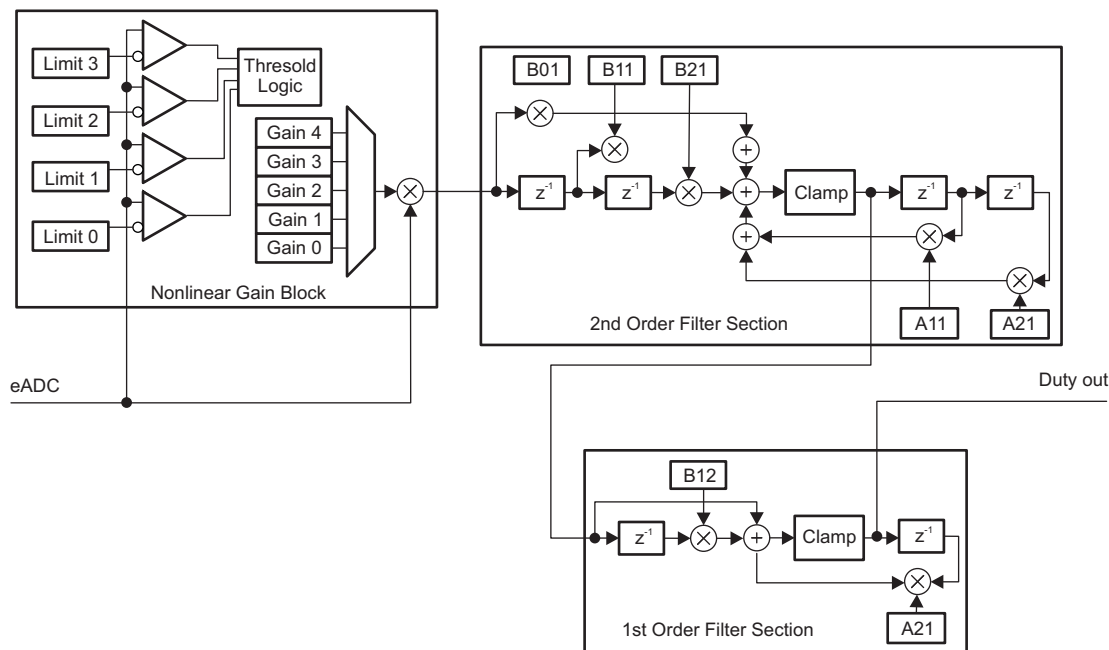 Limit 3
Limit 2
Limit 1
Limit 0
Thresold
Logic
Gain 4
Gain 3
Gain 2
Gain 1
Gain 0
Nonlinear Gain Block
eADC
B01
B11
B21
z⁻¹
z⁻¹
Clamp
z⁻¹
z⁻¹
A11
A21
2nd Order Filter Section
Duty out
B12
z⁻¹
Clamp
z⁻¹
A21
1st Order Filter Section